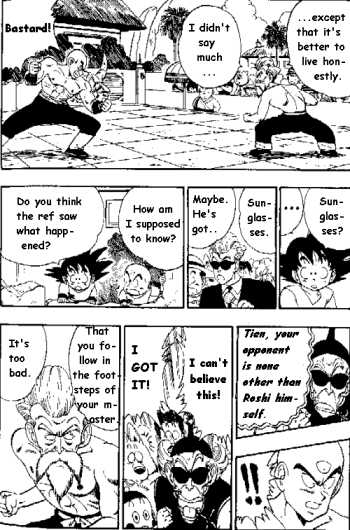 Bastard!
I didn't
say
much
...
...except
that it's
better to
live hon-
estly.
Do you think
the ref saw
what happ-
ened?
How am
I supposed
to know?
Maybe.
He's
got..
Sun-
glas-
ses.
...
Sun-
glas-
ses?
It's
too
bad.
That
you fo-
llow in
the foot-
steps of
your m-
aster.
I
GOT
IT!
I can't
believe
this!
Tien, your
opponent
is none
other than
Roshi him-
self.
!!